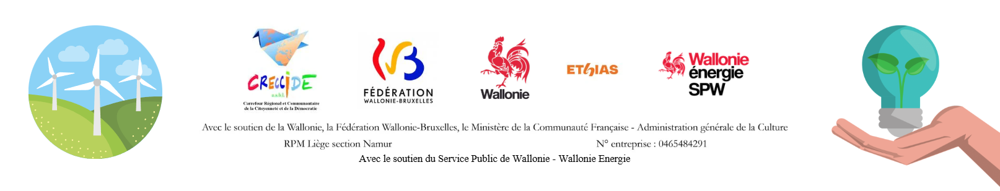 CRECCIDE
a.s.b.l.
Carrefour Régional et Communautaire
de la Citoyenneté et de la Démocratie
FÉDÉRATION
WALLONIE-BRUXELLES
Wallonie
ETHIAS
Wallonie
énergie
SPW
Avec le soutien de la Wallonie, la Fédération Wallonie-Bruxelles, le Ministère de la Communauté Française - Administration générale de la Culture
RPM Liège section Namur N° entreprise : 0465484291
Avec le soutien du Service Public de Wallonie - Wallonie Energie